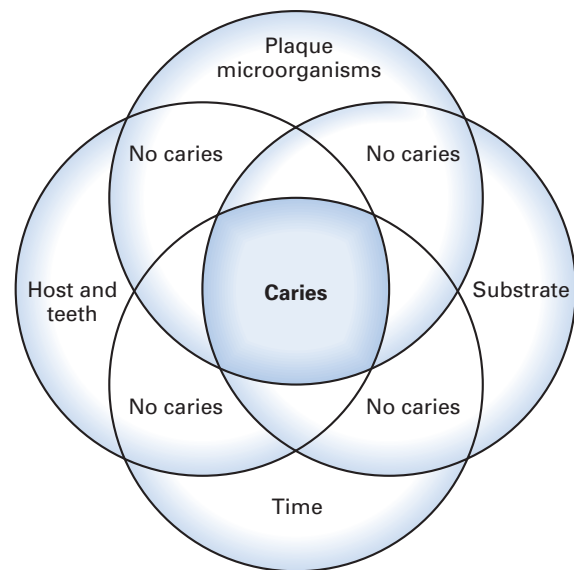 Plaque
microorganisms
No caries
No caries
Host and
teeth
Caries
Substrate
No caries
No caries
Time